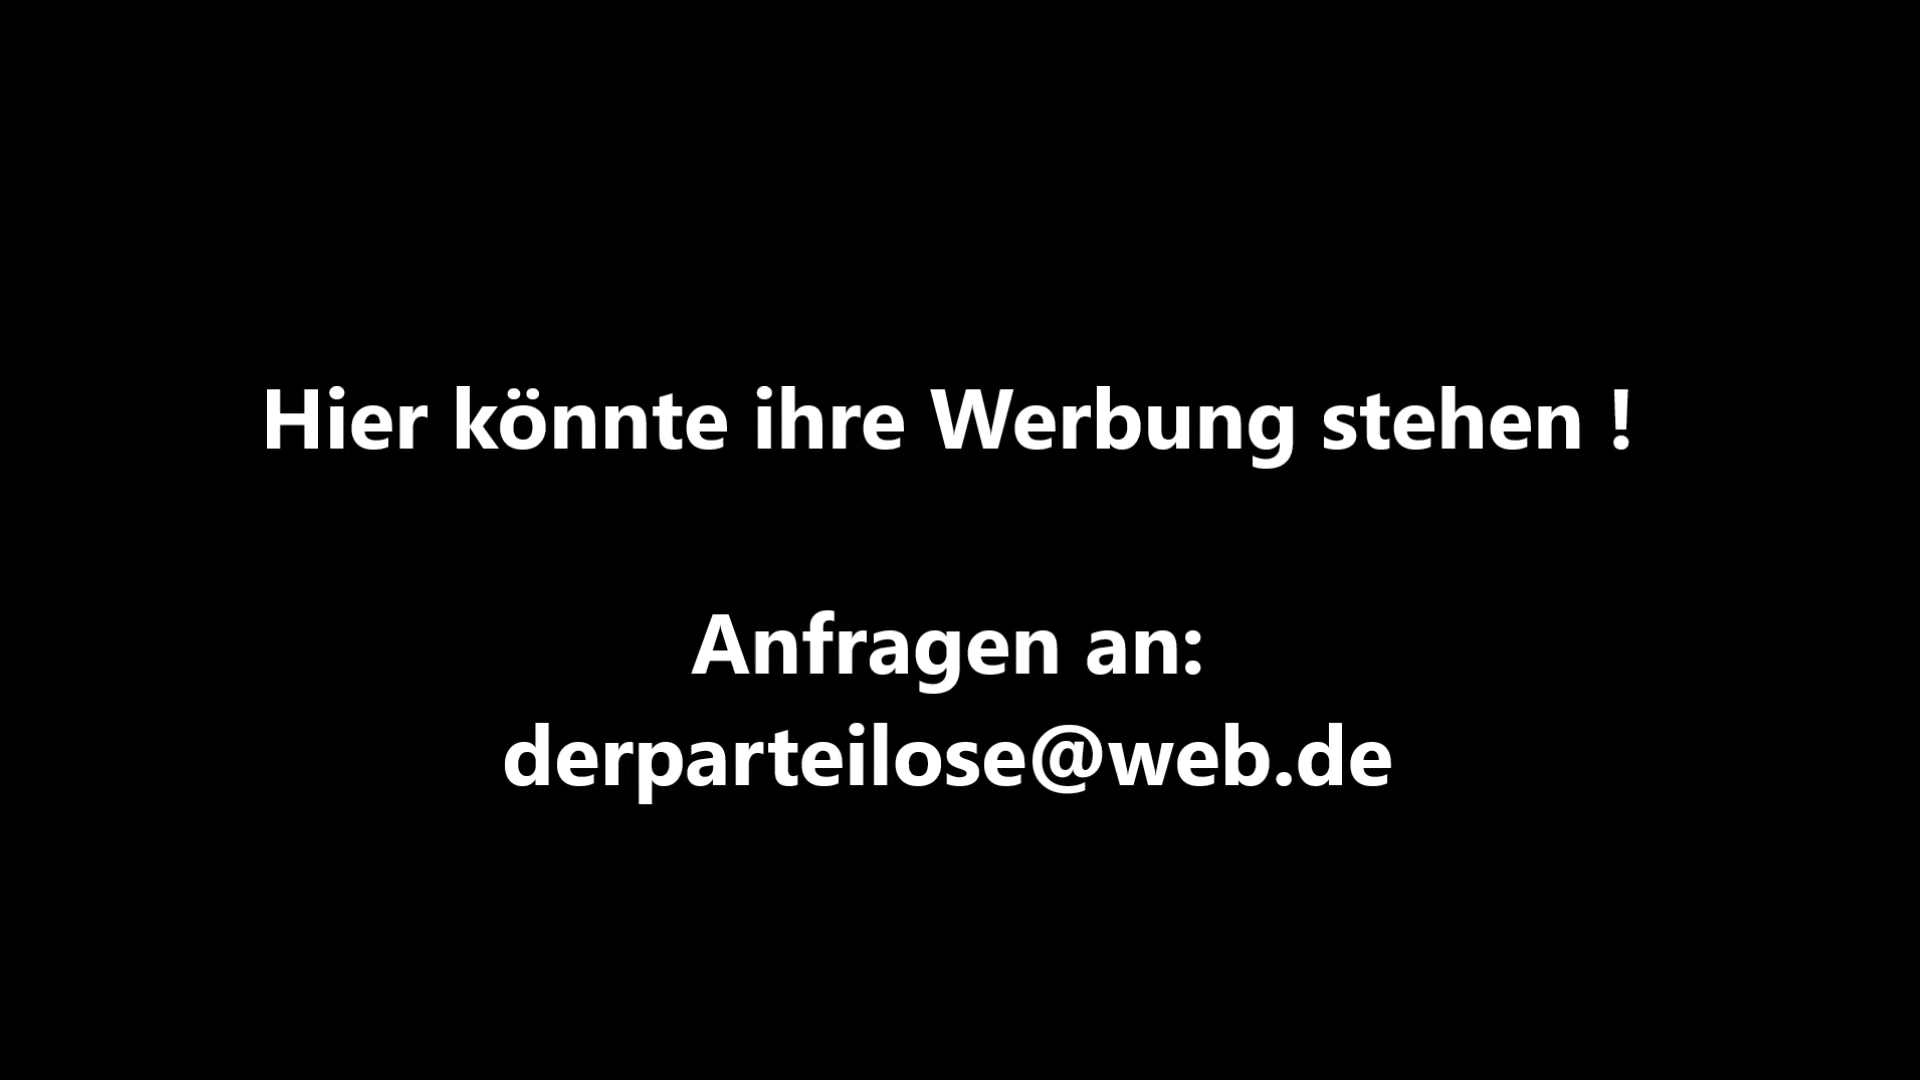 Hier könnte ihre Werbung stehen !
Anfragen an:
derparteilose@web.de